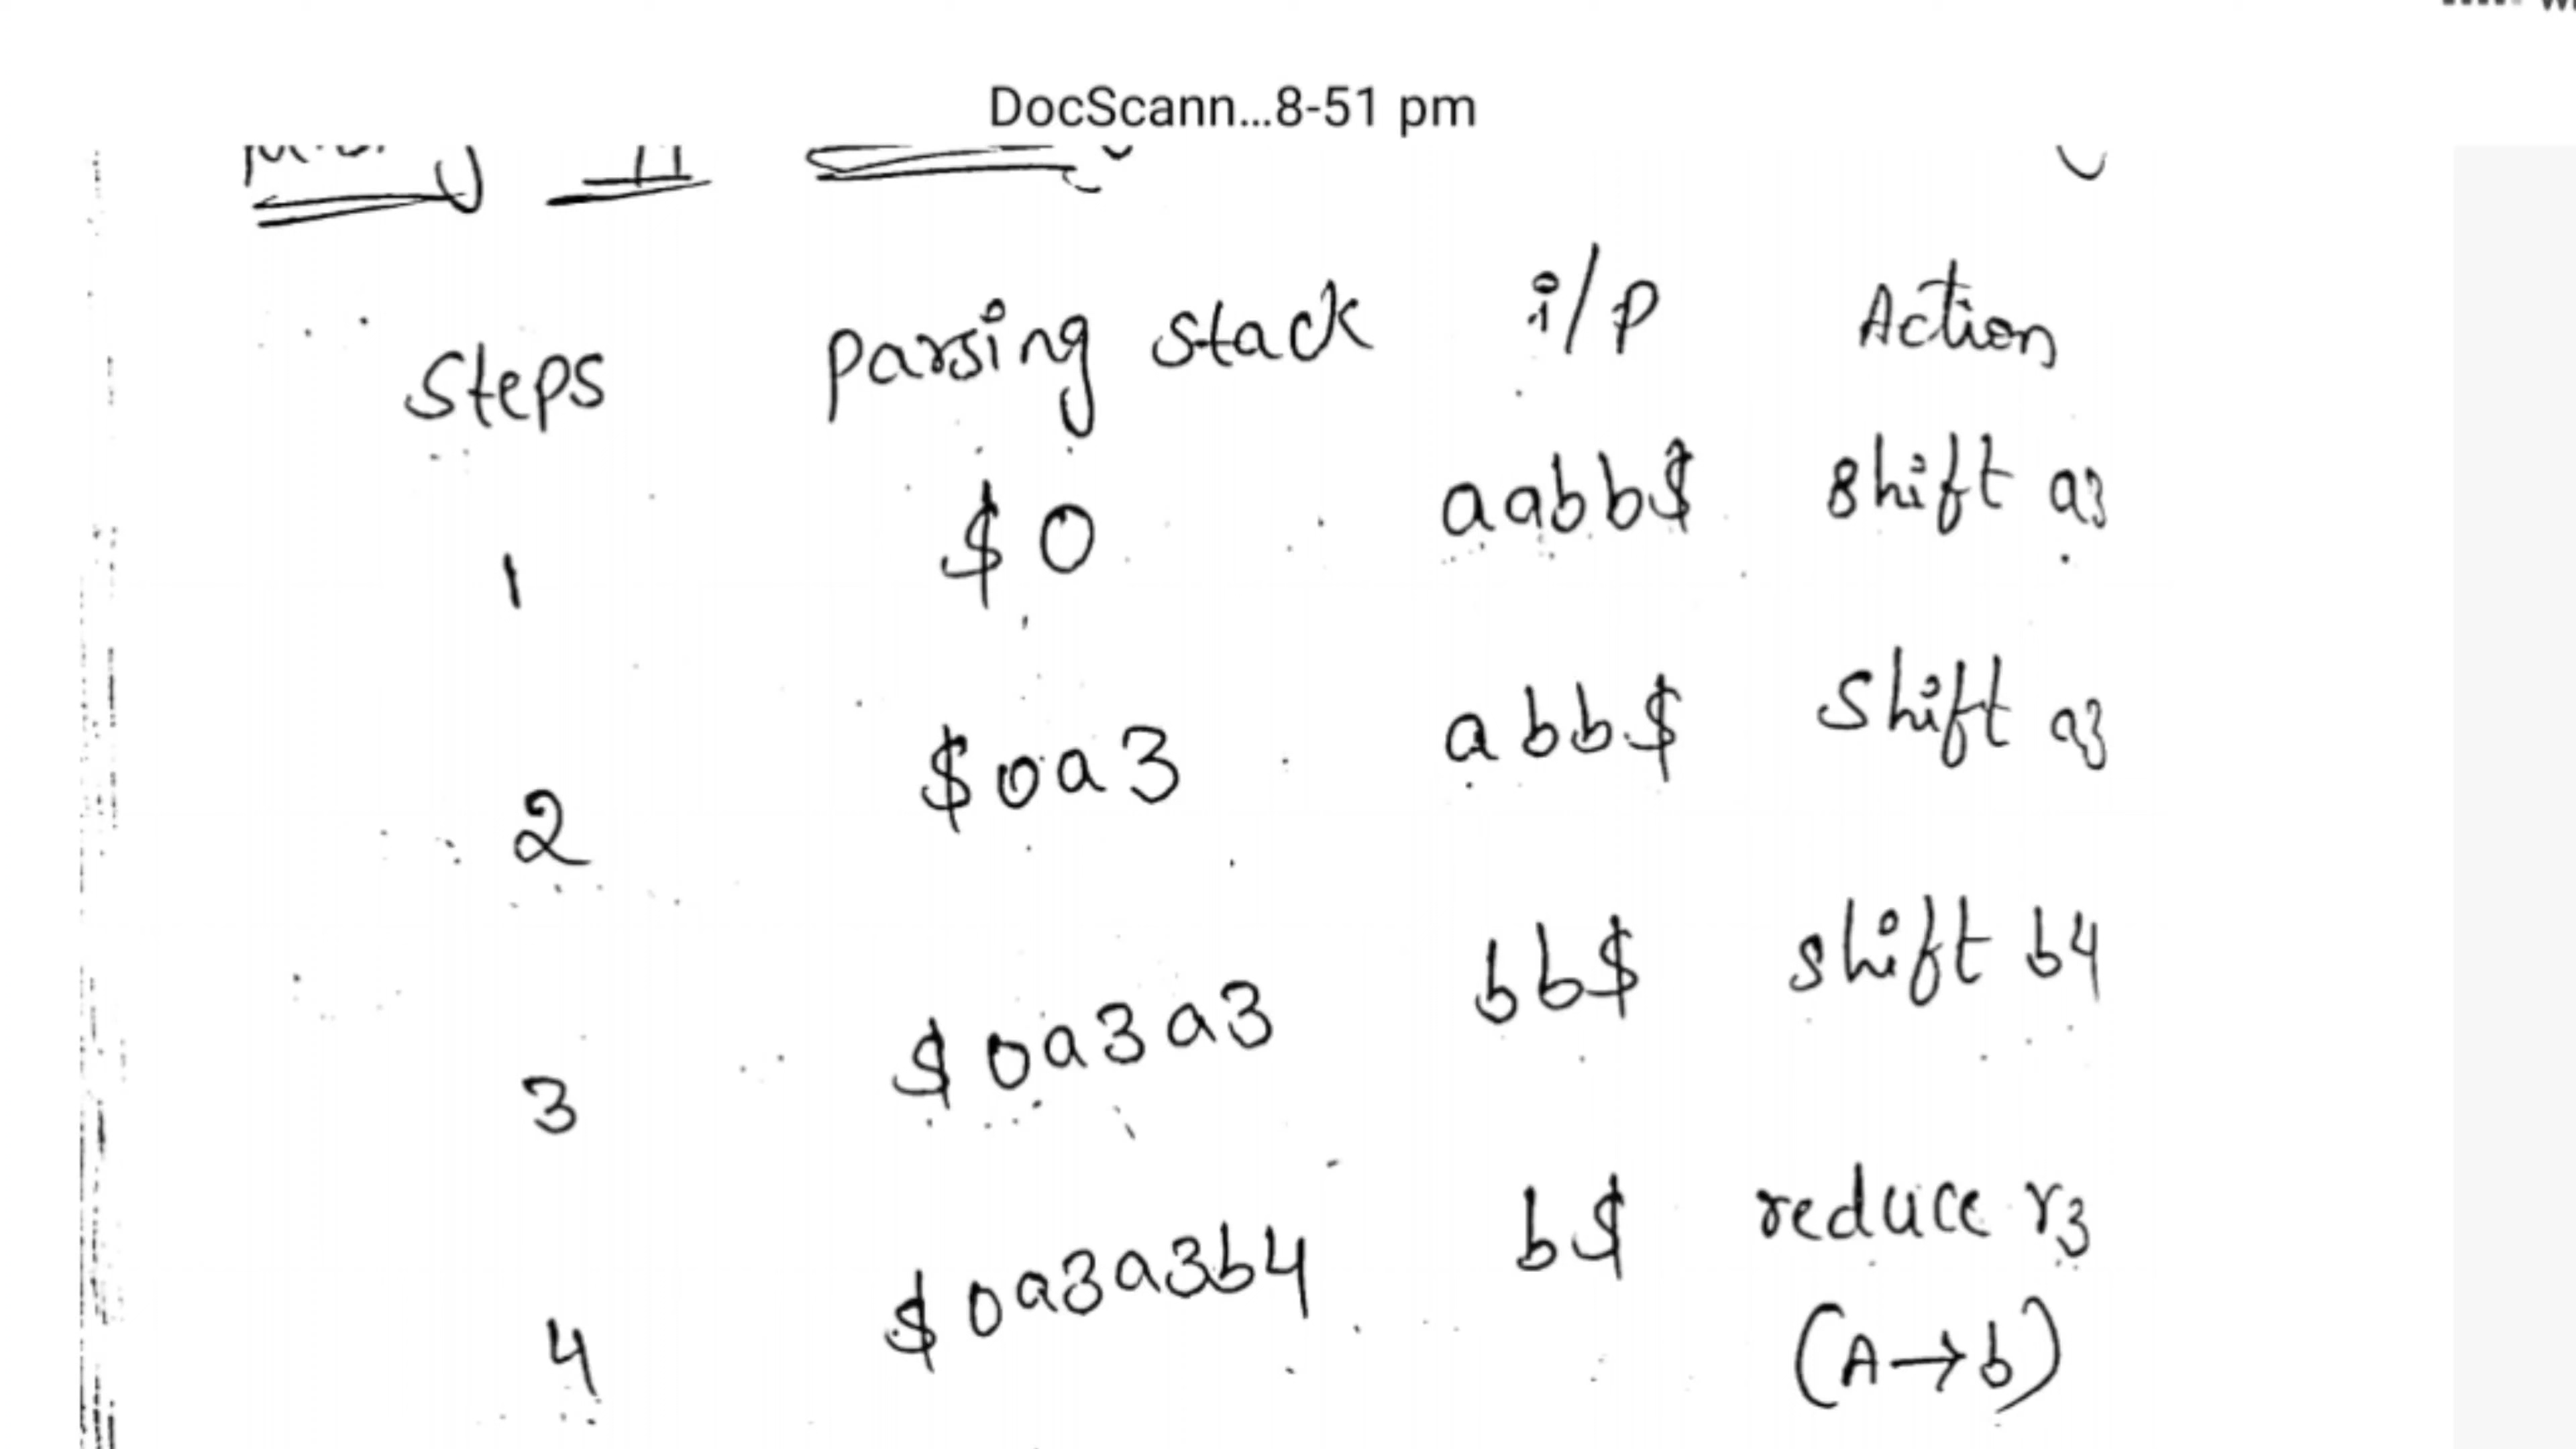 DocScann...8-51 pm
Steps parsing stack i/p Action
1 $0 aabb$ shift a3
2 $0a3 abb$ shift a3
3 $0a3a3 bb$ shift b4
4 $0a3a3b4 b$ reduce r3
(A→b)